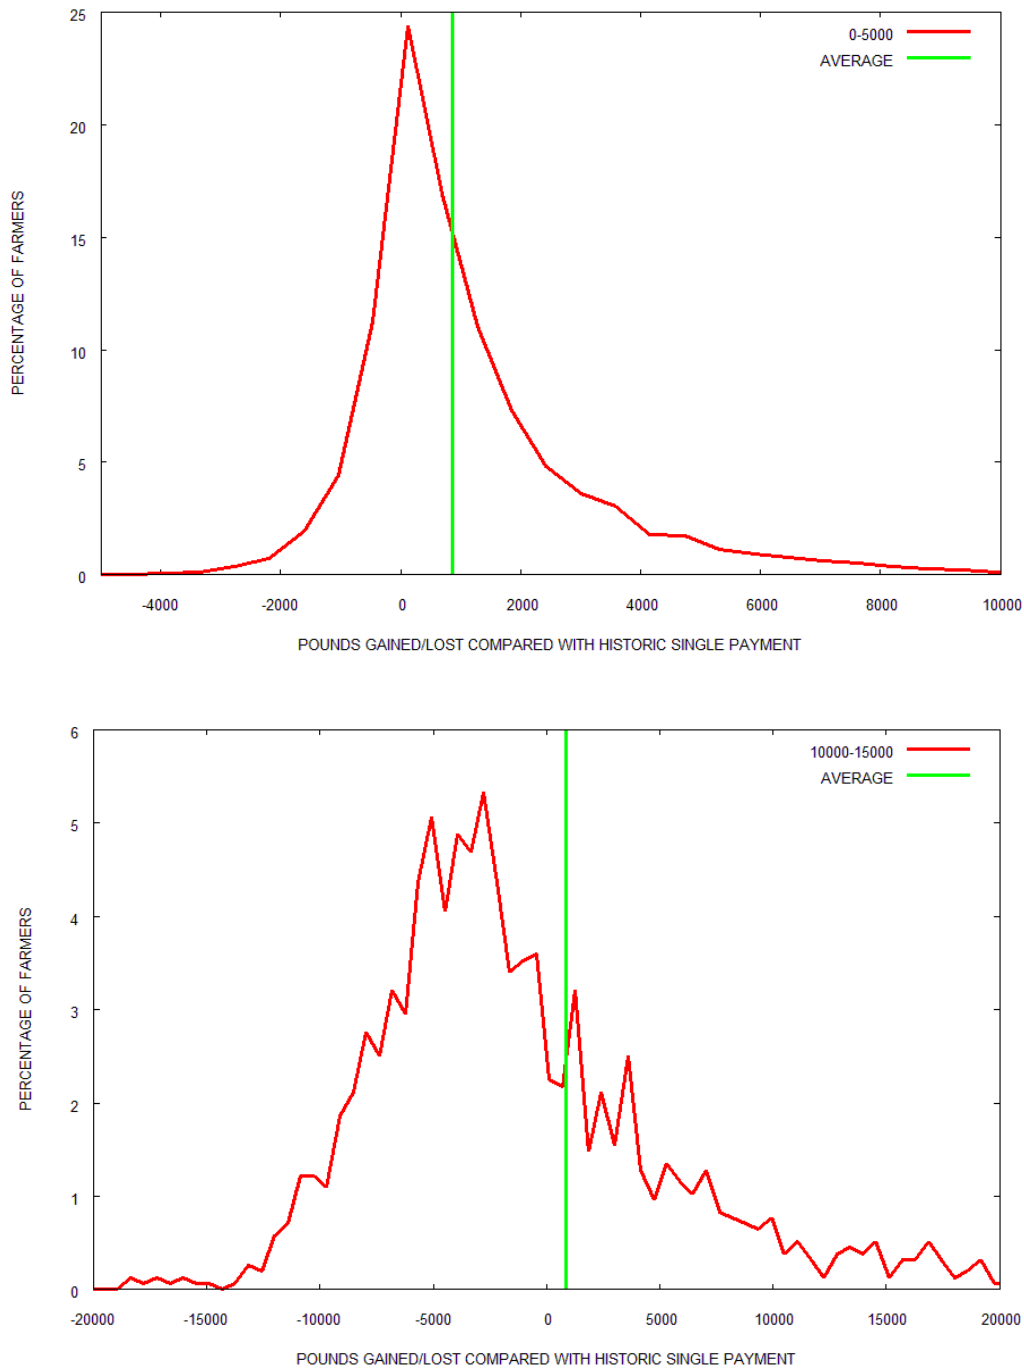 25
0-5000
AVERAGE
20
15
PERCENTAGE OF FARMERS
10
5
0
-4000 -2000 0 2000 4000 6000 8000 10000
POUNDS GAINED/LOST COMPARED WITH HISTORIC SINGLE PAYMENT
6
10000-15000
AVERAGE
5
4
PERCENTAGE OF FARMERS
3
2
1
0
-20000 -15000 -10000 -5000 0 5000 10000 15000 20000
POUNDS GAINED/LOST COMPARED WITH HISTORIC SINGLE PAYMENT